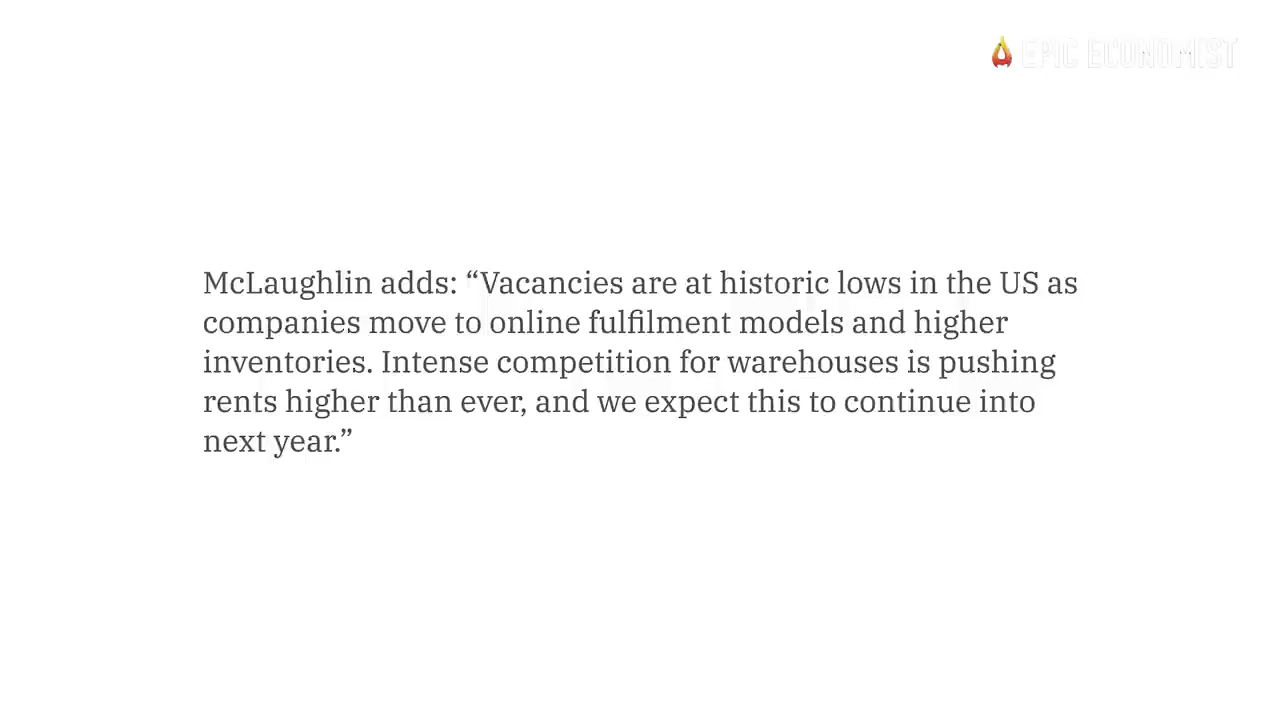 EPIC ECONOMIST
McLaughlin adds: “Vacancies are at historic lows in the US as
companies move to online fulfilment models and higher
inventories. Intense competition for warehouses is pushing
rents higher than ever, and we expect this to continue into
next year.”